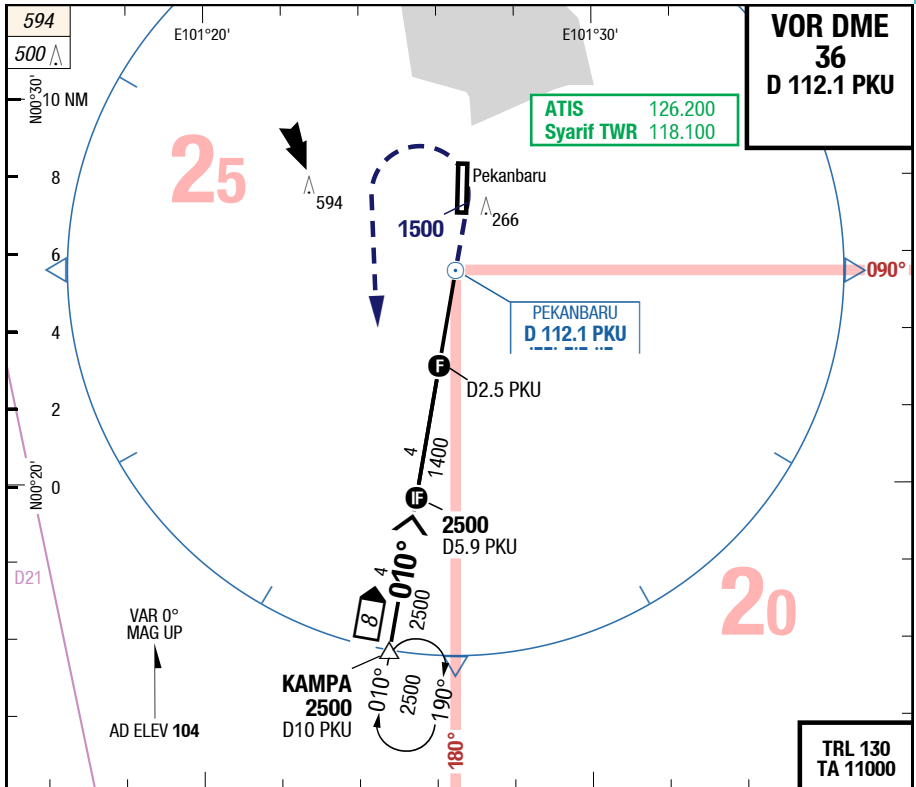 594
500
E101°20'
E101°30'
VOR DME
36
D 112.1 PKU
N00°30'
10 NM
ATIS 126.200
Syarif TWR 118.100
25
8
594
Pekanbaru
266
1500
6
090°
PEKANBARU
D 112.1 PKU
4
F
D2.5 PKU
2
4
1400
N00°20'
0
IF
2500
D5.9 PKU
010°
4
2500
D21
8
20
VAR 0°
MAG UP
KAMPA
2500
D10 PKU
010°
2500
190°
AD ELEV 104
180°
TRL 130
TA 11000